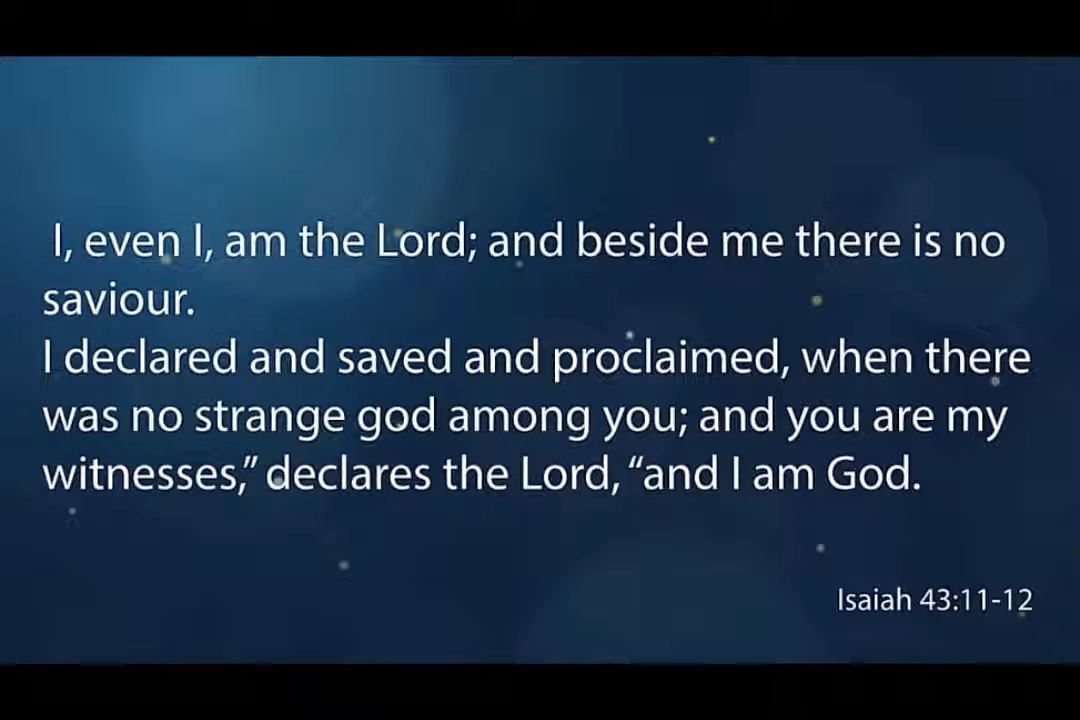 I, even I, am the Lord; and beside me there is no
saviour.
I declared and saved and proclaimed, when there
was no strange god among you; and you are my
witnesses,” declares the Lord, “and I am God.
Isaiah 43:11-12